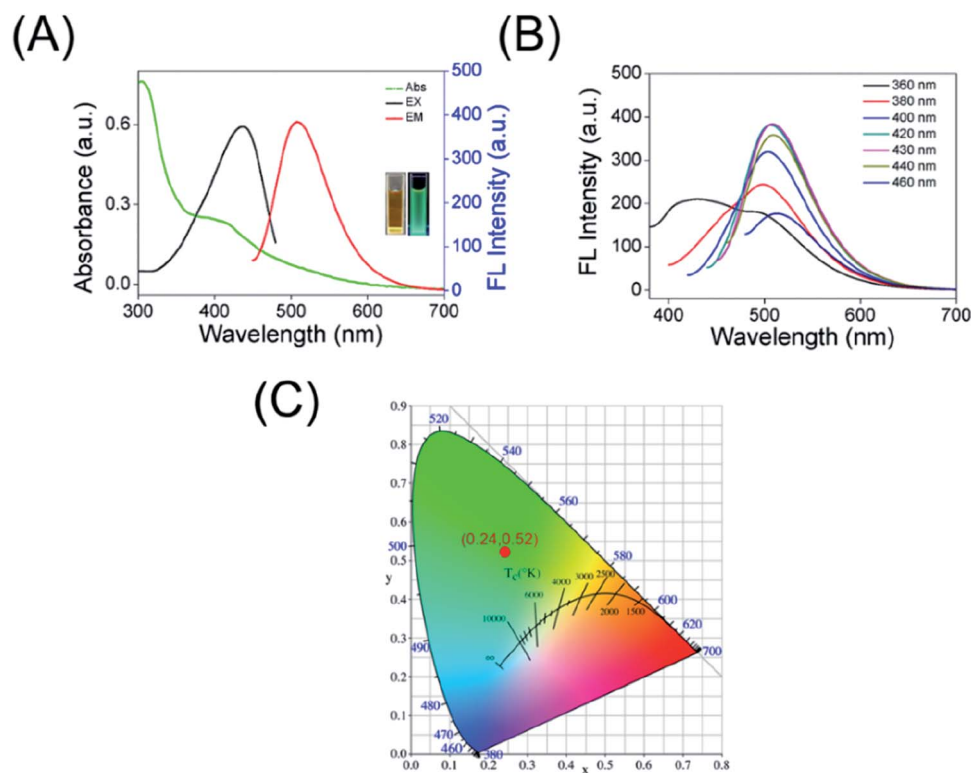 (A)
Absorbance (a.u.)
0.6
0.3
0.0
300 400 500 600 700
Wavelength (nm)
500
400
300
200
100
0
FL Intensity (a.u.)
Abs
EX
EM
(B)
FL Intensity (a.u.)
500
400
300
200
100
0
400 500 600 700
Wavelength (nm)
360 nm
380 nm
400 nm
420 nm
430 nm
440 nm
460 nm
(C)
0.9
0.8
0.7
0.6
0.5
y
0.4
0.3
0.2
0.1
0.0
0.0 0.1 0.2 0.3 0.4 0.5 0.6 0.7 0.8
x
520
540
560
580
600
620
700
500
490
480
470
460
380
(0.24,0.52)
Tc(°K)
∞
10000
6000
4000
3000
2500
2000
1500